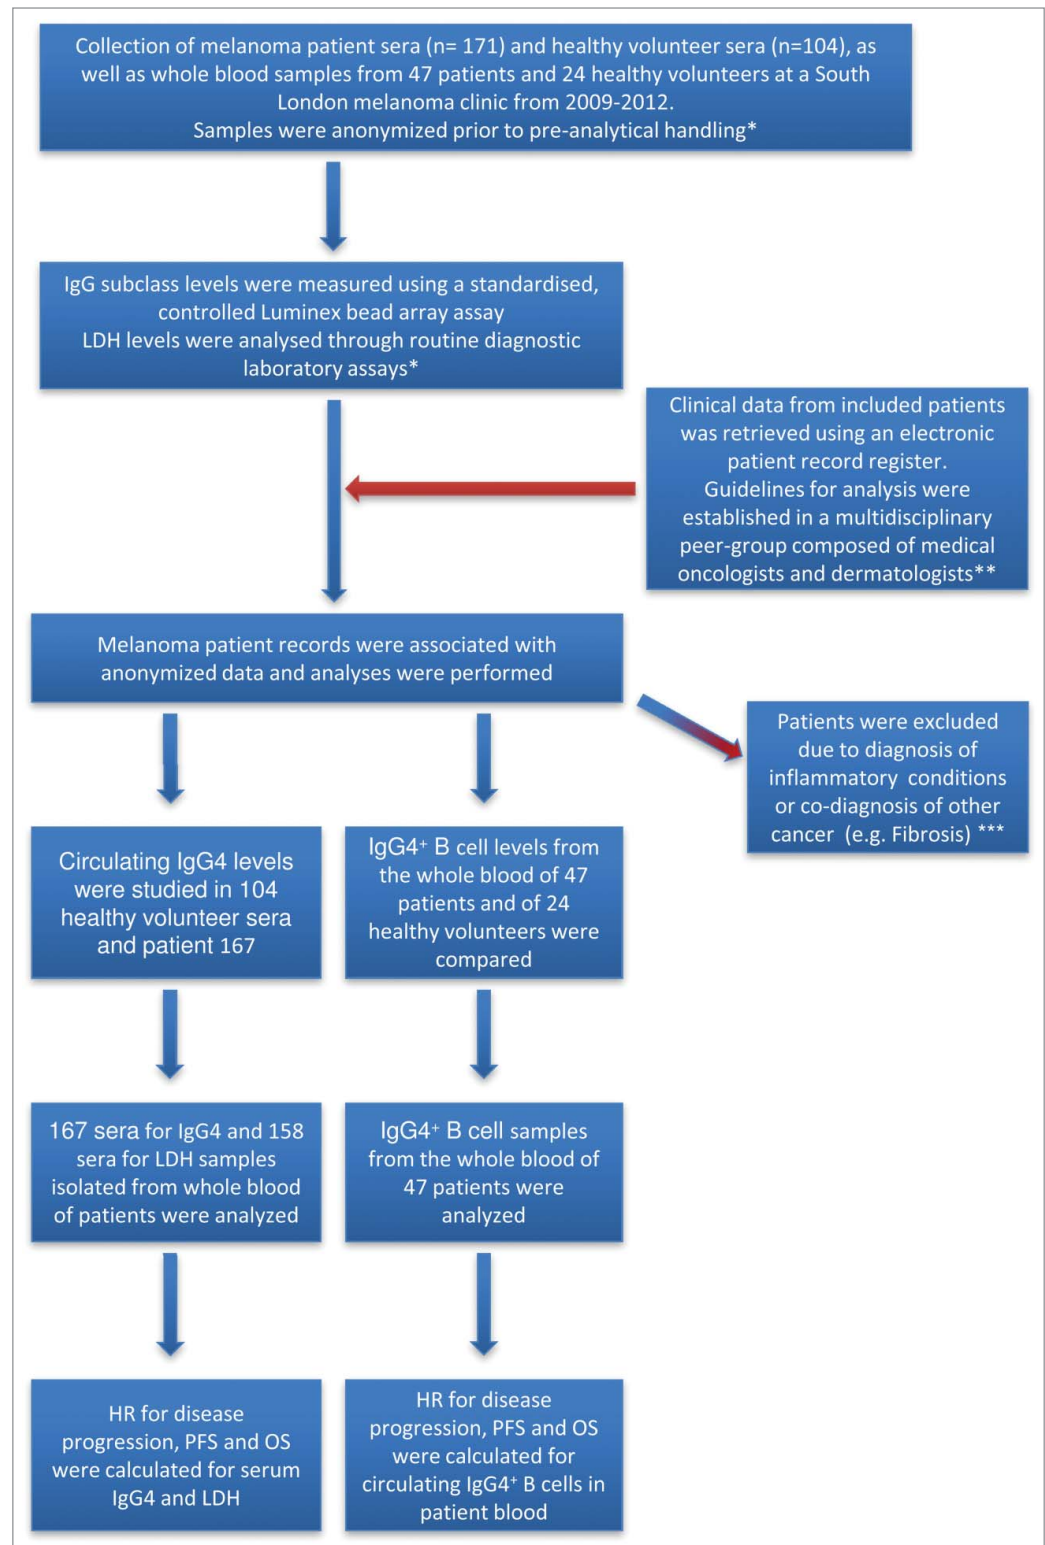 Collection of melanoma patient sera (n= 171) and healthy volunteer sera (n=104), as
well as whole blood samples from 47 patients and 24 healthy volunteers at a South
London melanoma clinic from 2009-2012.
Samples were anonymized prior to pre-analytical handling*
IgG subclass levels were measured using a standardised,
controlled Luminex bead array assay
LDH levels were analysed through routine diagnostic
laboratory assays*
Clinical data from included patients
was retrieved using an electronic
patient record register.
Guidelines for analysis were
established in a multidisciplinary
peer-group composed of medical
oncologists and dermatologists**
Melanoma patient records were associated with
anonymized data and analyses were performed
Patients were excluded
due to diagnosis of
inflammatory conditions
or co-diagnosis of other
cancer (e.g. Fibrosis) ***
Circulating IgG4 levels
were studied in 104
healthy volunteer sera
and patient 167
IgG4⁺ B cell levels from
the whole blood of 47
patients and of 24
healthy volunteers were
compared
167 sera for IgG4 and 158
sera for LDH samples
isolated from whole blood
of patients were analyzed
IgG4⁺ B cell samples
from the whole blood of
47 patients were
analyzed
HR for disease
progression, PFS and OS
were calculated for serum
IgG4 and LDH
HR for disease
progression, PFS and OS
were calculated for
circulating IgG4⁺ B cells in
patient blood